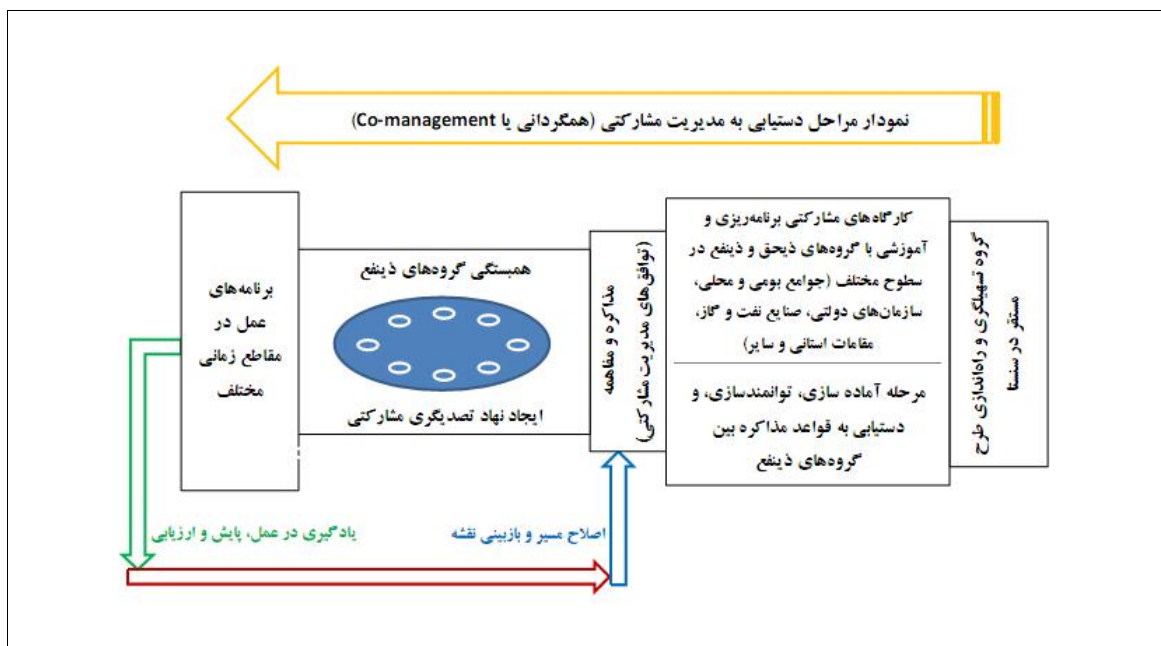 نمودار مراحل دستیابی به مدیریت مشارکتی (همگردانی یا Co-management)
گروه تسهیلگری و راه‌اندازی طرح
مستقر در سنستا
کارگاه‌های مشارکتی برنامه‌ریزی و
آموزشی با گروه‌های ذیحق و ذینفع در
سطوح مختلف (جوامع بومی و محلی،
سازمان‌های دولتی، صنایع نفت و گاز،
مقامات استانی و سایر)
مرحله آماده سازی، توانمندسازی، و
دستیابی به قواعد مذاکره بین
گروه‌های ذینفع
مذاکره و مفاهمه
(توافق‌های مدیریت مشارکتی)
همبستگی گروه‌های ذینفع
ایجاد نهاد تصدیگری مشارکتی
برنامه‌های
عمل در
مقاطع زمانی
مختلف
یادگیری در عمل، پایش و ارزیابی
اصلاح مسیر و بازبینی نقشه